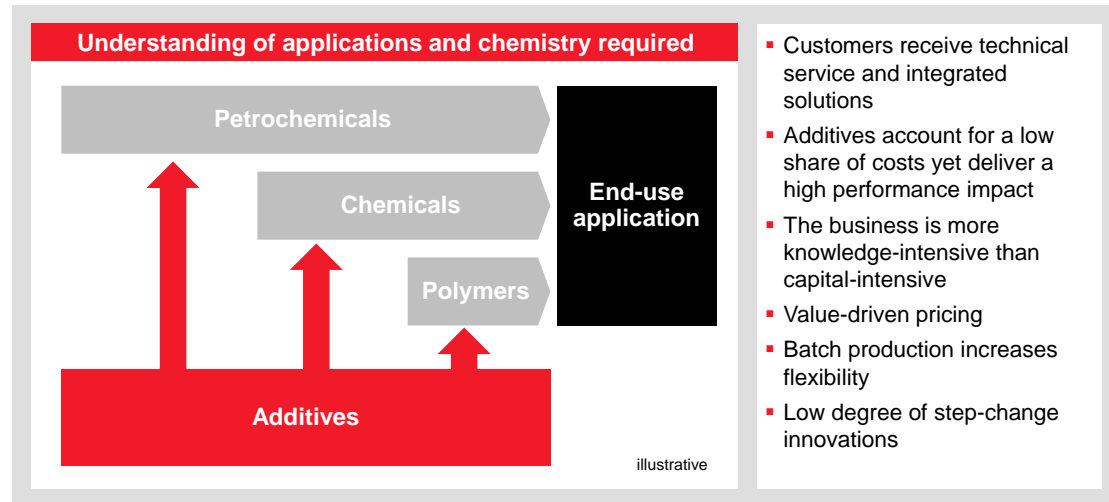 Understanding of applications and chemistry required
Petrochemicals
Chemicals
Polymers
End-use
application
Additives
illustrative
▪ Customers receive technical
service and integrated
solutions
▪ Additives account for a low
share of costs yet deliver a
high performance impact
▪ The business is more
knowledge-intensive than
capital-intensive
▪ Value-driven pricing
▪ Batch production increases
flexibility
▪ Low degree of step-change
innovations